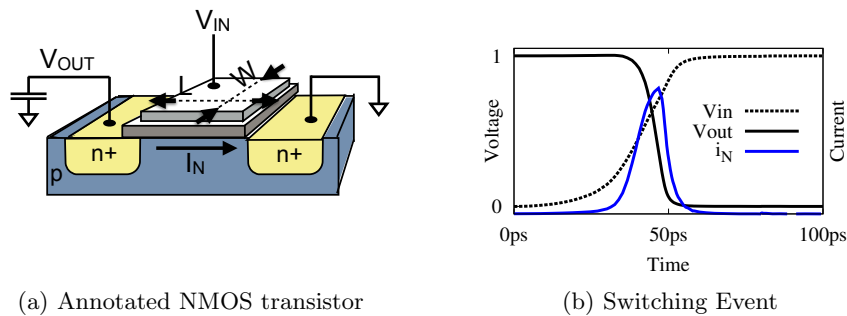 V_IN
V_OUT
L
W
n+
I_N
n+
p
1
0
Voltage
Vin
Vout
i_N
Current
0ps
50ps
100ps
Time
(a) Annotated NMOS transistor
(b) Switching Event